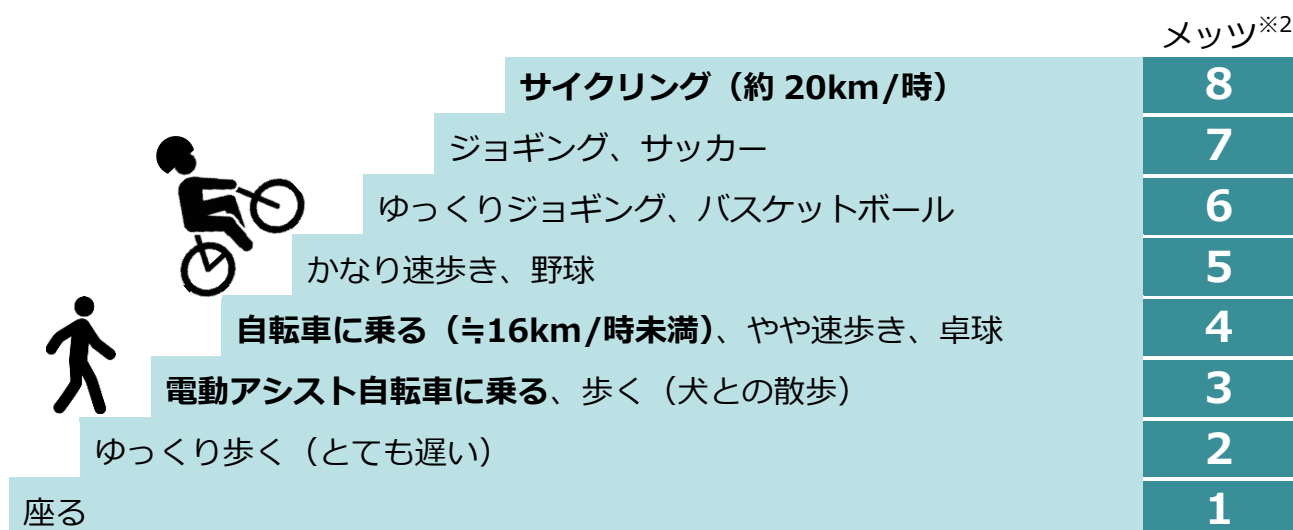 メッツ※2
サイクリング（約 20km/時） 8
ジョギング、サッカー 7
ゆっくりジョギング、バスケットボール 6
かなり速歩き、野球 5
自転車に乗る（≒16km/時未満）、やや速歩き、卓球 4
電動アシスト自転車に乗る、歩く（犬との散歩） 3
ゆっくり歩く（とても遅い） 2
座る 1